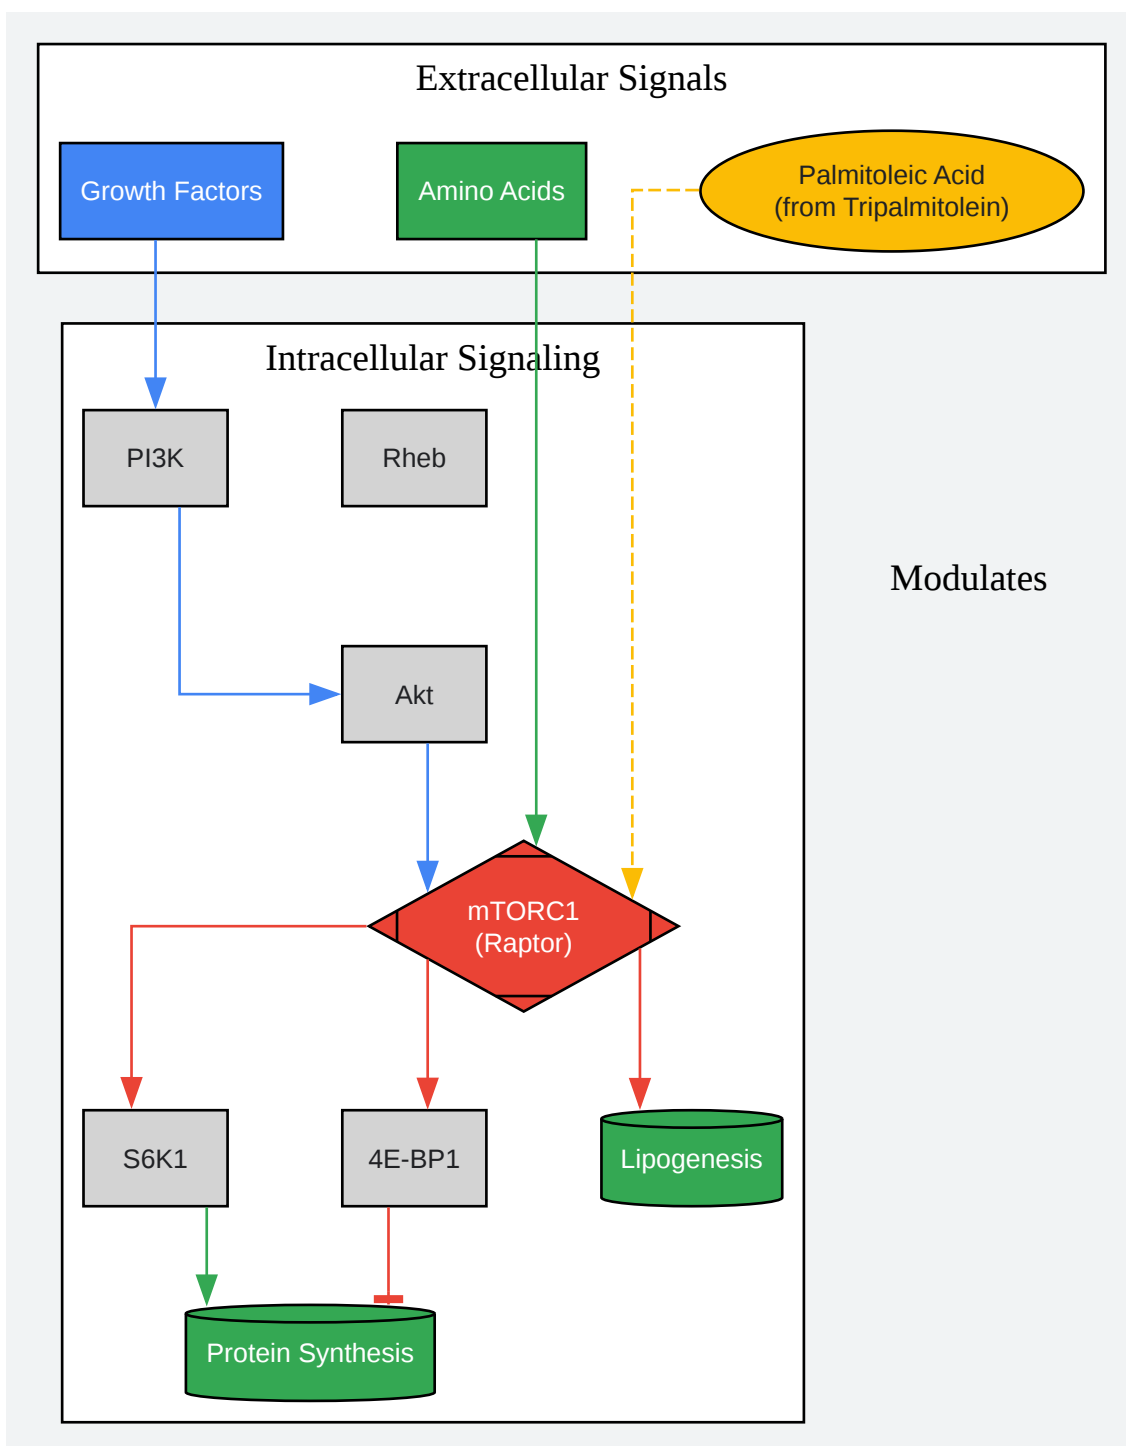 Extracellular Signals
Growth Factors
Amino Acids
Palmitoleic Acid
(from Tripalmitolein)
Intracellular Signaling
PI3K
Rheb
Modulates
Akt
mTORC1
(Raptor)
S6K1
4E-BP1
Lipogenesis
Protein Synthesis